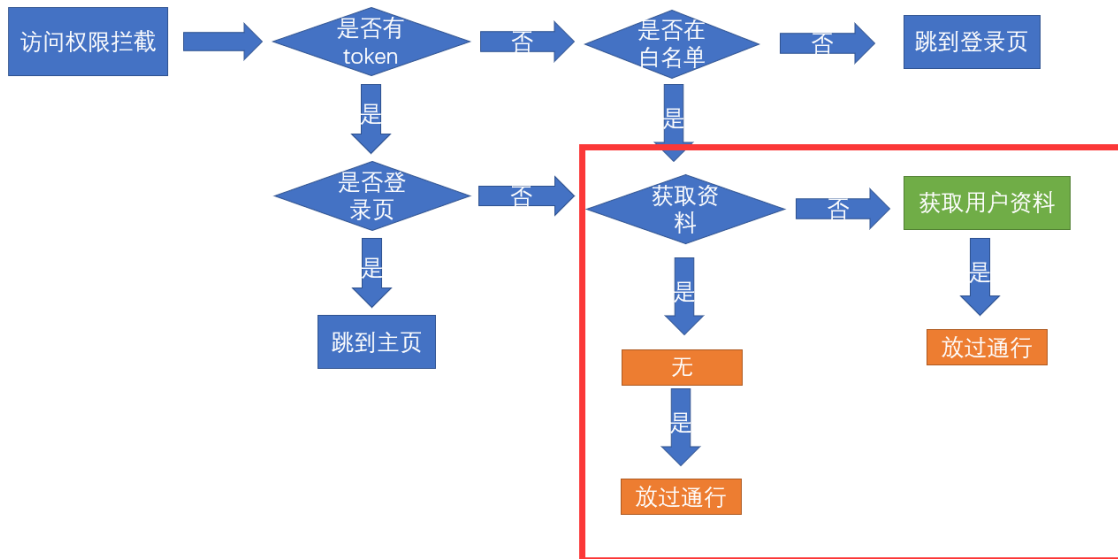 访问权限拦截
是否有
token
否
是否在
白名单
否
跳到登录页
是
是
是否登
录页
否
获取资
料
否
获取用户资料
是
是
是
跳到主页
无
放过通行
是
放过通行